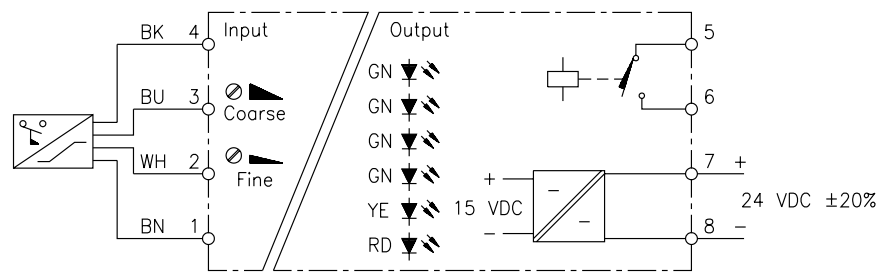 BK 4 Input Output 5
GN
BU 3 GN 6
Coarse
GN
WH 2 GN 7 +
Fine + 15 VDC 24 VDC ±20%
YE
BN 1 − 8 −
RD